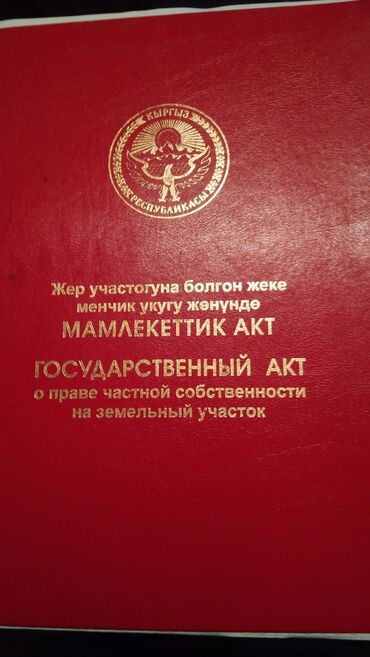 КЫРГЫЗ
РЕСПУБЛИКАСЫ
Жер участогуна болгон жеке
менчик укугу жөнүндө
МАМЛЕКЕТТИК АКТ
ГОСУДАРСТВЕННЫЙ АКТ
о праве частной собственности
на земельный участок